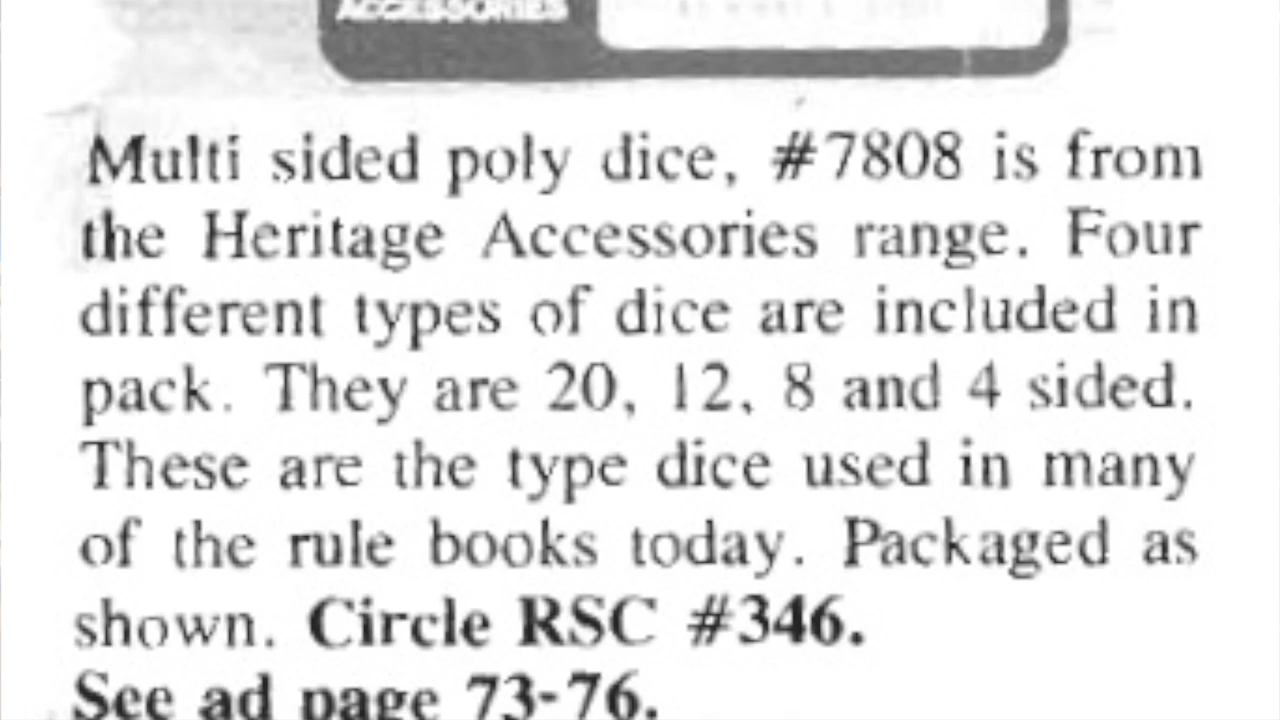 ACCESSORIES
Multi sided poly dice, #7808 is from
the Heritage Accessories range. Four
different types of dice are included in
pack. They are 20, 12, 8 and 4 sided.
These are the type dice used in many
of the rule books today. Packaged as
shown. Circle RSC #346.
See ad page 73-76.